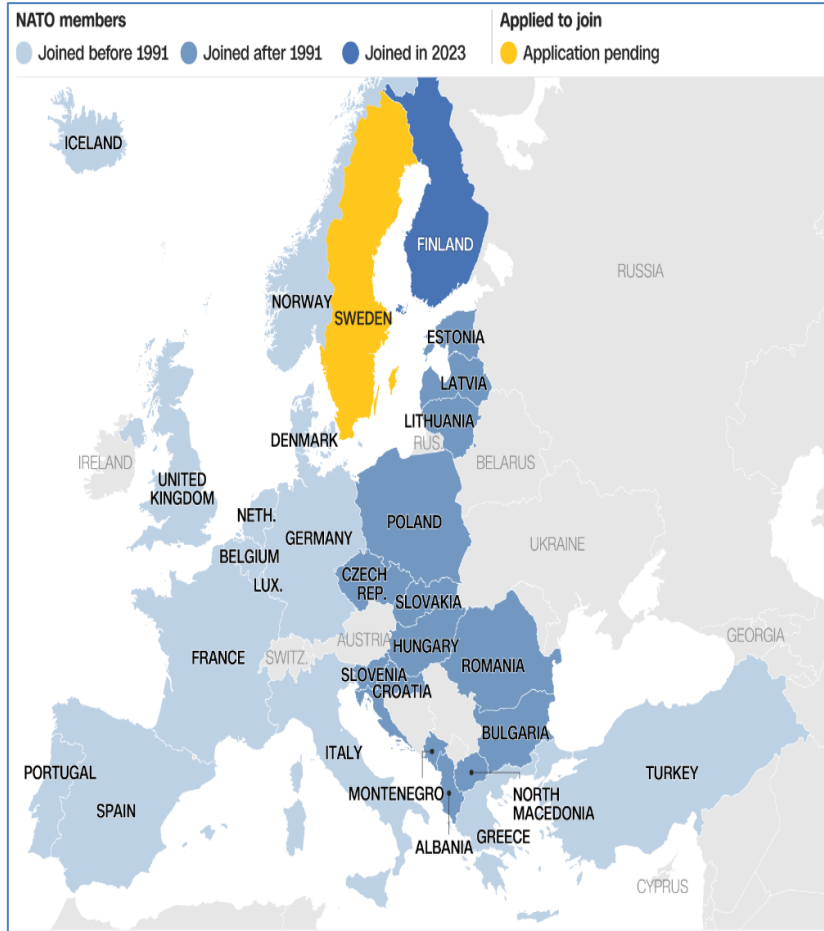 NATO members
Applied to join
Joined before 1991
Joined after 1991
Joined in 2023
Application pending
ICELAND
FINLAND
RUSSIA
NORWAY
SWEDEN
ESTONIA
LATVIA
LITHUANIA
DENMARK
RUS.
IRELAND
BELARUS
UNITED
KINGDOM
NETH.
POLAND
GERMANY
UKRAINE
BELGIUM
CZECH
REP.
LUX.
SLOVAKIA
AUSTRIA
GEORGIA
HUNGARY
FRANCE
SWITZ.
ROMANIA
SLOVENIA
CROATIA
BULGARIA
ITALY
PORTUGAL
TURKEY
MONTENEGRO
NORTH
MACEDONIA
SPAIN
GREECE
ALBANIA
CYPRUS